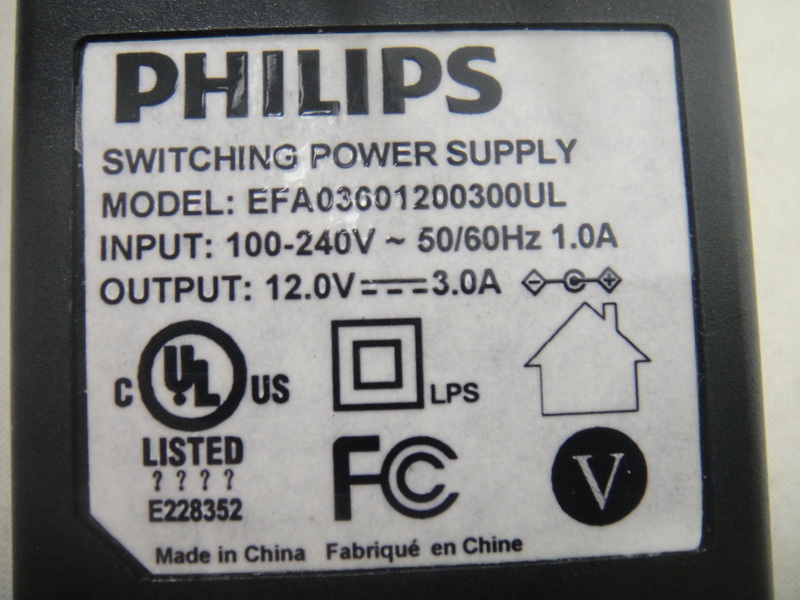 PHILIPS
SWITCHING POWER SUPPLY
MODEL: EFA03601200300UL
INPUT: 100-240V ~ 50/60Hz 1.0A
OUTPUT: 12.0V⎓3.0A
C UL US
LPS
LISTED
? ? ? ?
E228352
FC
V
Made in China Fabriqué en Chine